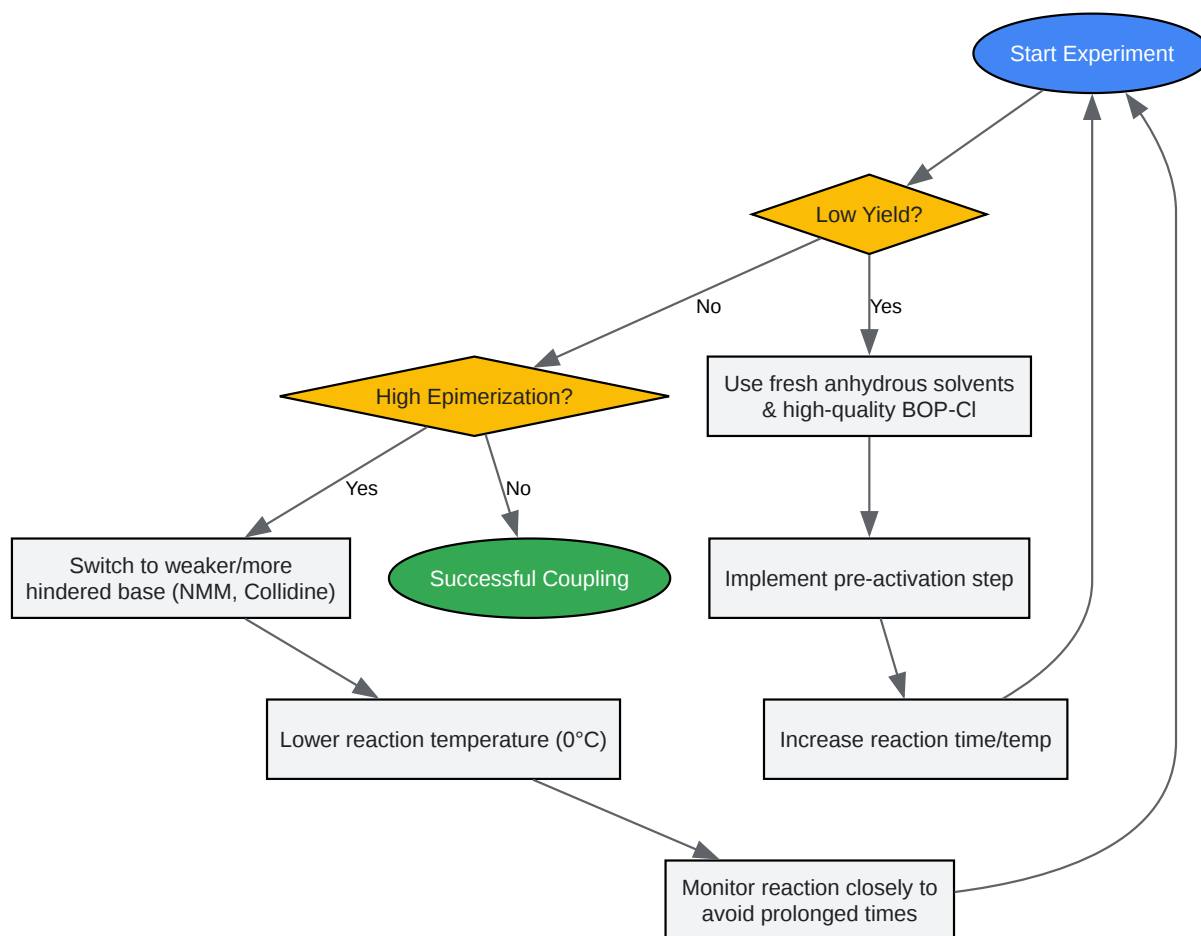 Start Experiment
Low Yield?
No
Yes
High Epimerization?
Use fresh anhydrous solvents
& high-quality BOP-Cl
Yes
No
Switch to weaker/more
hindered base (NMM, Collidine)
Successful Coupling
Implement pre-activation step
Lower reaction temperature (0°C)
Increase reaction time/temp
Monitor reaction closely to
avoid prolonged times